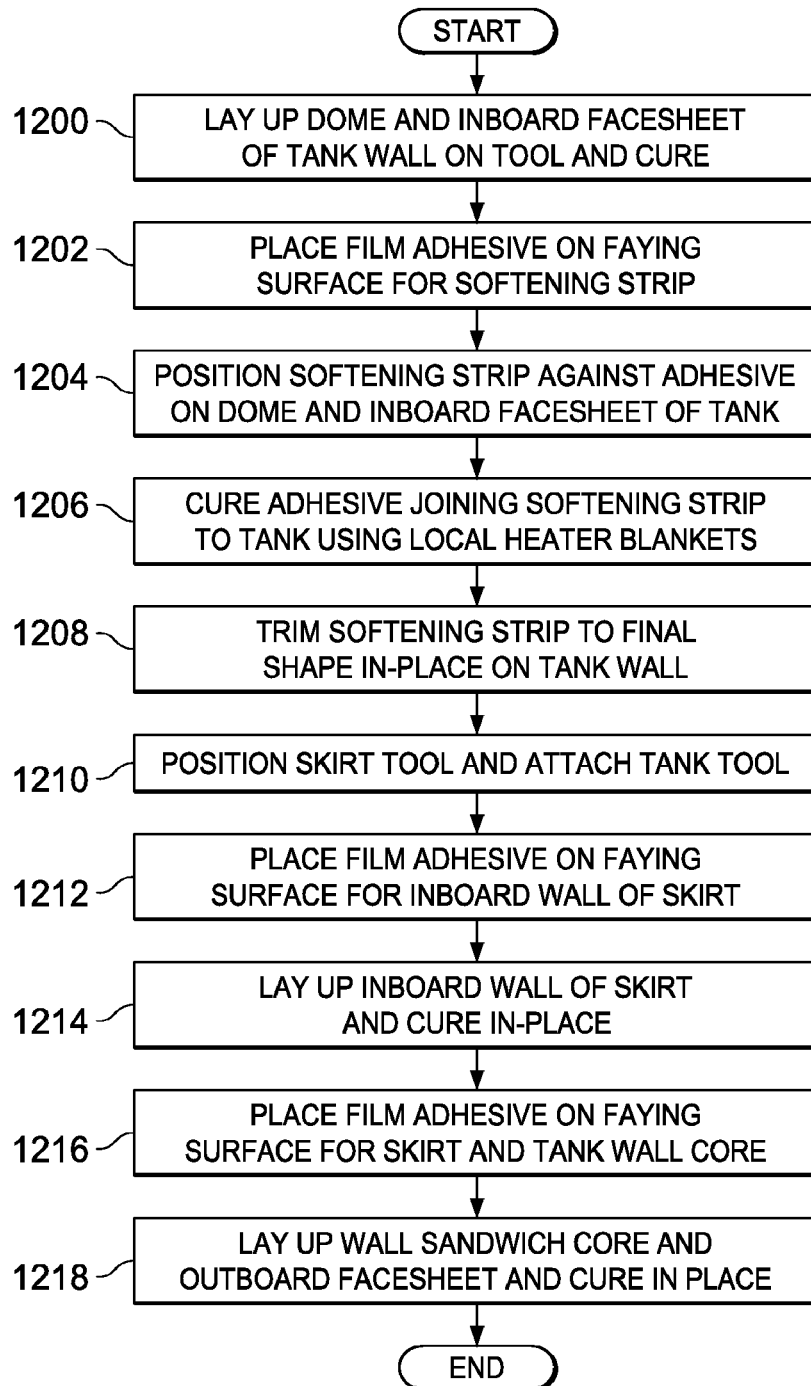 START
1200
LAY UP DOME AND INBOARD FACESHEET
OF TANK WALL ON TOOL AND CURE
1202
PLACE FILM ADHESIVE ON FAYING
SURFACE FOR SOFTENING STRIP
1204
POSITION SOFTENING STRIP AGAINST ADHESIVE
ON DOME AND INBOARD FACESHEET OF TANK
1206
CURE ADHESIVE JOINING SOFTENING STRIP
TO TANK USING LOCAL HEATER BLANKETS
1208
TRIM SOFTENING STRIP TO FINAL
SHAPE IN-PLACE ON TANK WALL
1210
POSITION SKIRT TOOL AND ATTACH TANK TOOL
1212
PLACE FILM ADHESIVE ON FAYING
SURFACE FOR INBOARD WALL OF SKIRT
1214
LAY UP INBOARD WALL OF SKIRT
AND CURE IN-PLACE
1216
PLACE FILM ADHESIVE ON FAYING
SURFACE FOR SKIRT AND TANK WALL CORE
1218
LAY UP WALL SANDWICH CORE AND
OUTBOARD FACESHEET AND CURE IN PLACE
END